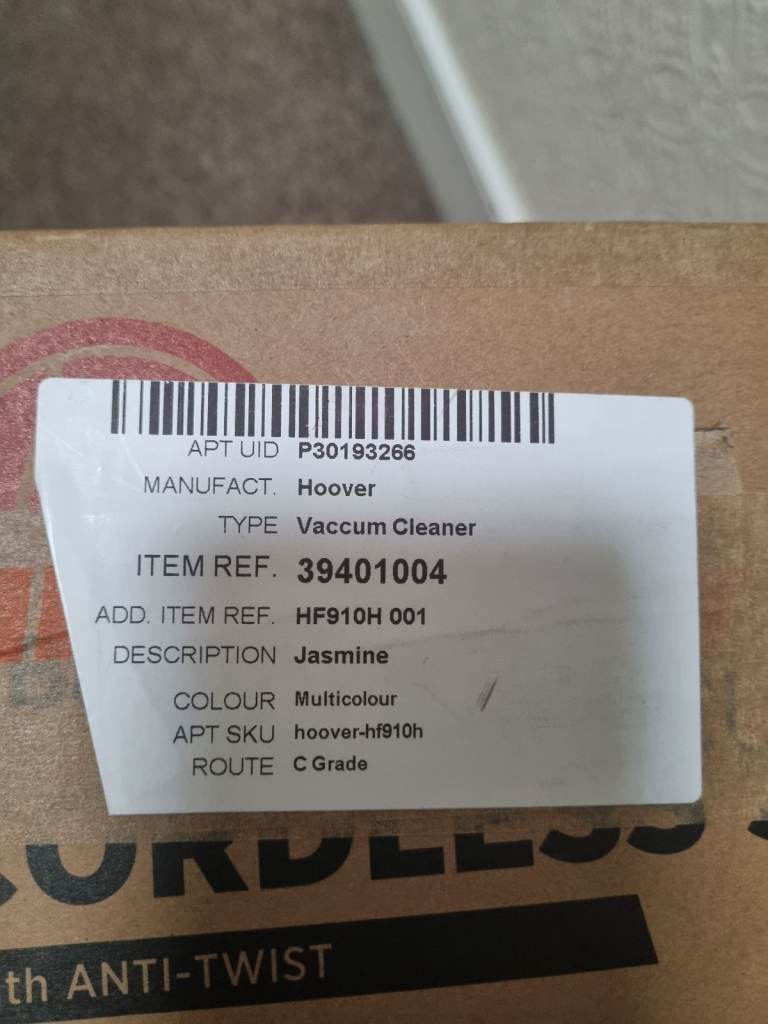 APT UID P30193266
MANUFACT. Hoover
TYPE Vaccum Cleaner
ITEM REF. 39401004
ADD. ITEM REF. HF910H 001
DESCRIPTION Jasmine
COLOUR Multicolour
APT SKU hoover-hf910h
ROUTE C Grade
CORDLESS
th ANTI-TWIST